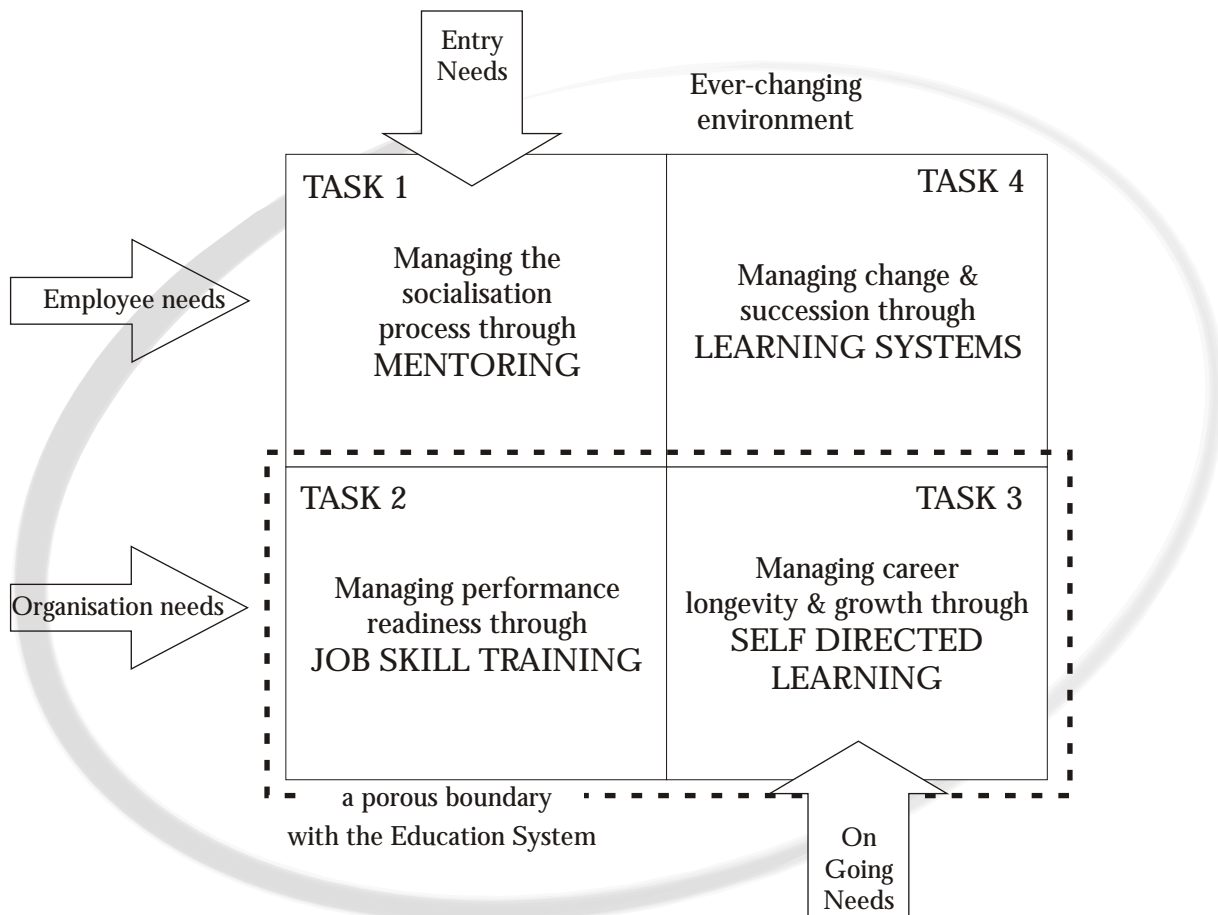 Entry
Needs
Ever-changing
environment
TASK 1
Managing the
socialisation
process through
MENTORING
TASK 4
Managing change &
succession through
LEARNING SYSTEMS
Employee needs
TASK 2
Managing performance
readiness through
JOB SKILL TRAINING
TASK 3
Managing career
longevity & growth through
SELF DIRECTED
LEARNING
Organisation needs
a porous boundary
with the Education System
On
Going
Needs